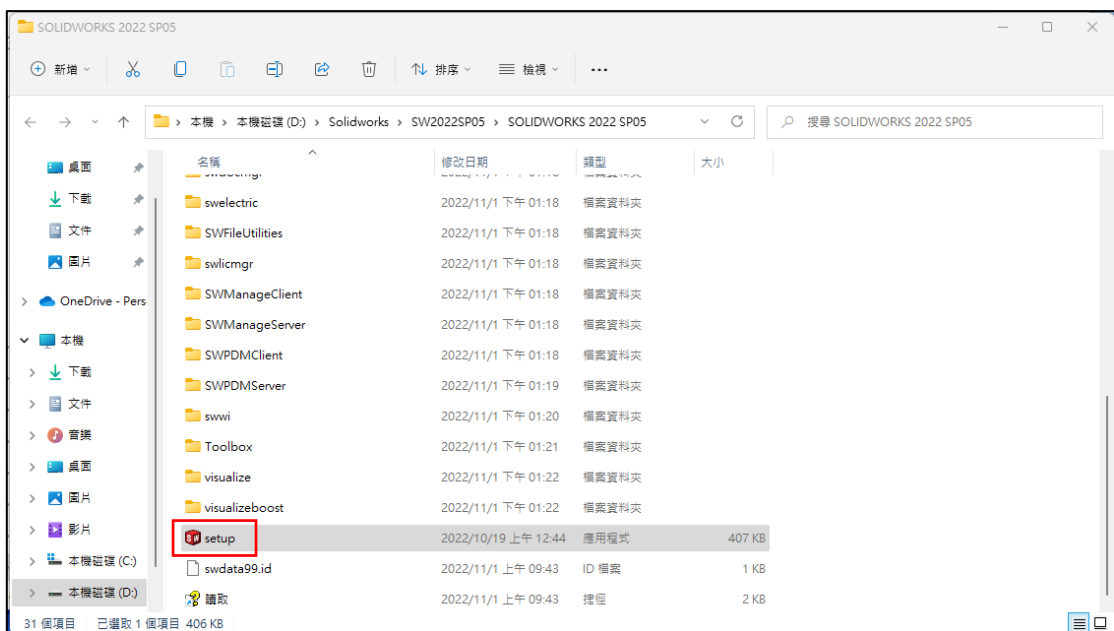 SOLIDWORKS 2022 SP05
新增 排序 檢視 ...
本機 > 本機磁碟 (D:) > Solidworks > SW2022SP05 > SOLIDWORKS 2022 SP05 搜尋 SOLIDWORKS 2022 SP05
桌面
下載
文件
圖片
OneDrive - Pers
本機
下載
文件
音樂
桌面
圖片
影片
本機磁碟 (C:)
本機磁碟 (D:)
名稱 修改日期 類型 大小
swelectric 2022/11/1 下午 01:18 檔案資料夾
SWFileUtilities 2022/11/1 下午 01:18 檔案資料夾
swlicmgr 2022/11/1 下午 01:18 檔案資料夾
SWManageClient 2022/11/1 下午 01:18 檔案資料夾
SWManageServer 2022/11/1 下午 01:18 檔案資料夾
SWPDMClient 2022/11/1 下午 01:18 檔案資料夾
SWPDMServer 2022/11/1 下午 01:19 檔案資料夾
swwi 2022/11/1 下午 01:20 檔案資料夾
Toolbox 2022/11/1 下午 01:21 檔案資料夾
visualize 2022/11/1 下午 01:22 檔案資料夾
visualizeboost 2022/11/1 下午 01:22 檔案資料夾
setup 2022/10/19 上午 12:44 應用程式 407 KB
swdata99.id 2022/11/1 上午 09:43 ID 檔案 1 KB
讀取 2022/11/1 上午 09:43 捷徑 2 KB
31 個項目 已選取 1 個項目 406 KB